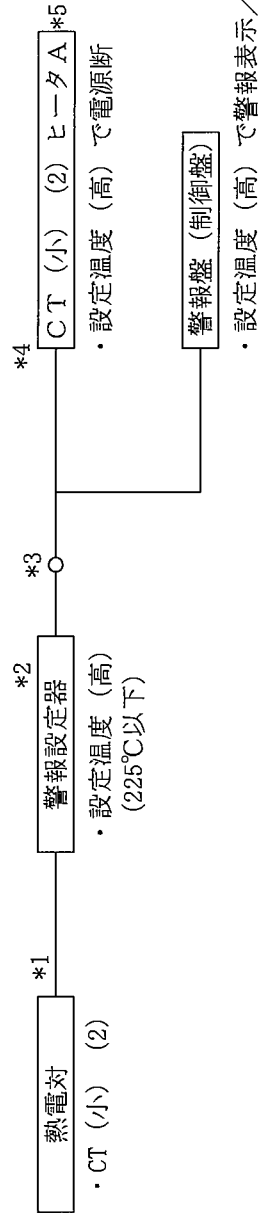 *1
熱電対
・CT (小) (2)
*2
警報設定器
・設定温度 (高)
(225℃以下)
*3
*4
CT (小) (2) ヒータA *5
・設定温度 (高) で電源断
警報盤 (制御盤)
・設定温度 (高) で警報表示/